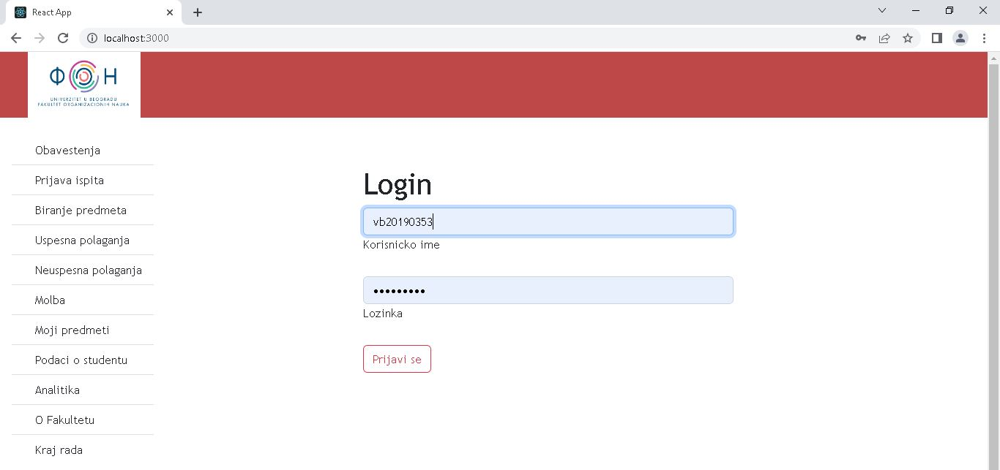 React App
localhost:3000
ФОН
UNIVERZITET U BEOGRADU
FAKULTET ORGANIZACIONIH NAUKA
Obavestenja
Prijava ispita
Biranje predmeta
Uspesna polaganja
Neuspesna polaganja
Molba
Moji predmeti
Podaci o studentu
Analitika
O Fakultetu
Kraj rada
Login
vb20190353
Korisnicko ime
•••••••••
Lozinka
Prijavi se